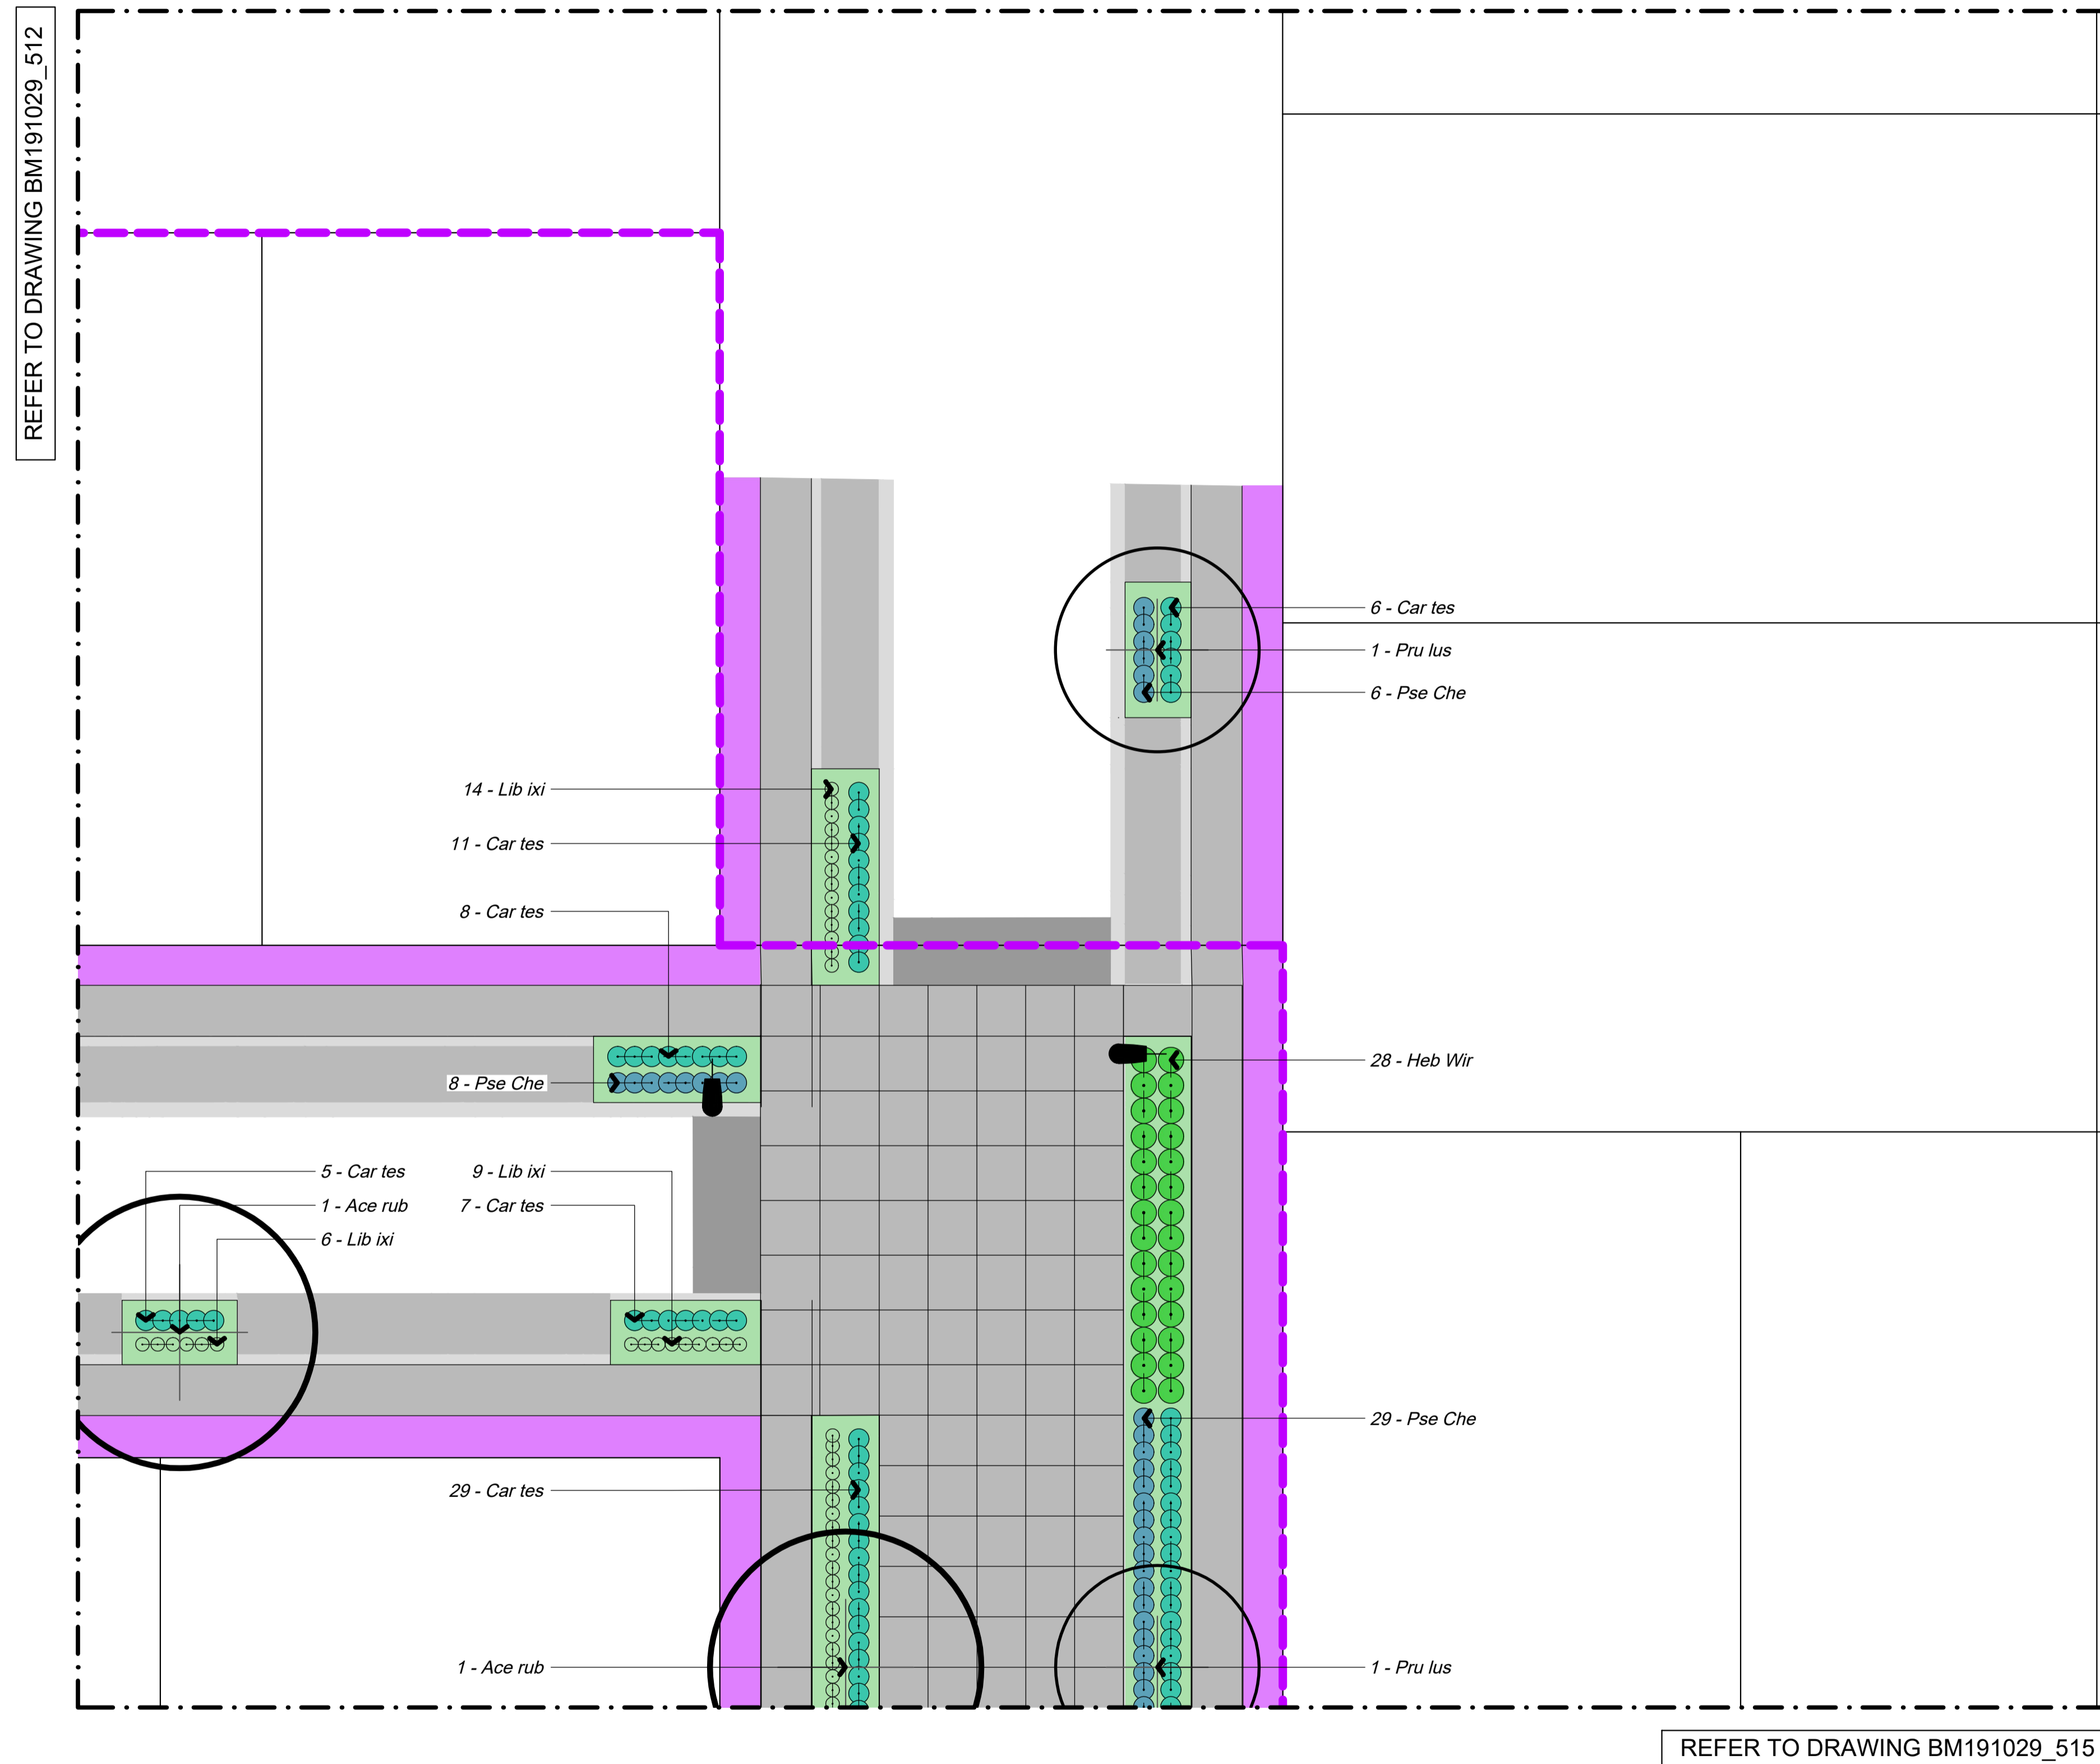 REFER TO DRAWING BM191029_512
6 - Car tes
1 - Pru lus
6 - Pse Che
14 - Lib ixi
11 - Car tes
8 - Car tes
8 - Pse Che
28 - Heb Wir
5 - Car tes
9 - Lib ixi
1 - Ace rub
7 - Car tes
6 - Lib ixi
29 - Pse Che
29 - Car tes
1 - Ace rub
1 - Pru lus
REFER TO DRAWING BM191029_515